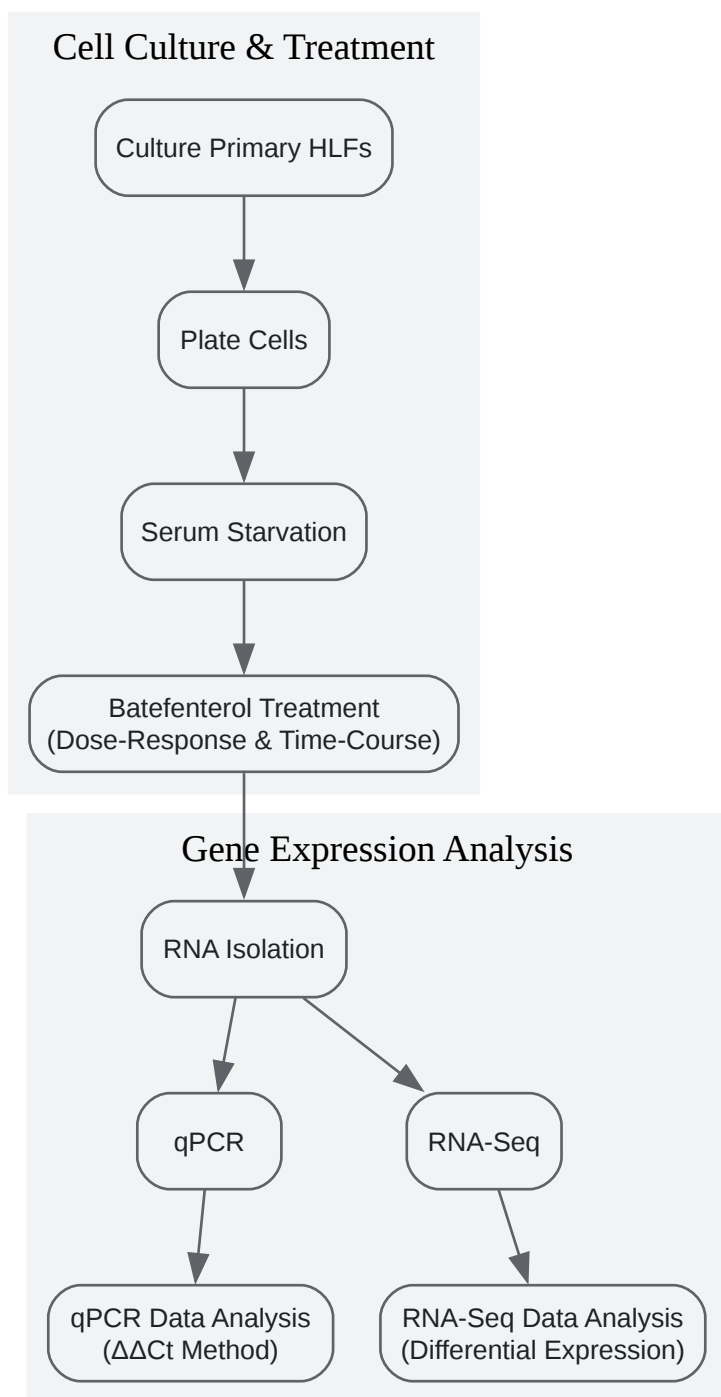 Cell Culture & Treatment
Culture Primary HLFs
Plate Cells
Serum Starvation
Batefenterol Treatment
(Dose-Response & Time-Course)
Gene Expression Analysis
RNA Isolation
qPCR
RNA-Seq
qPCR Data Analysis
(ΔΔCt Method)
RNA-Seq Data Analysis
(Differential Expression)